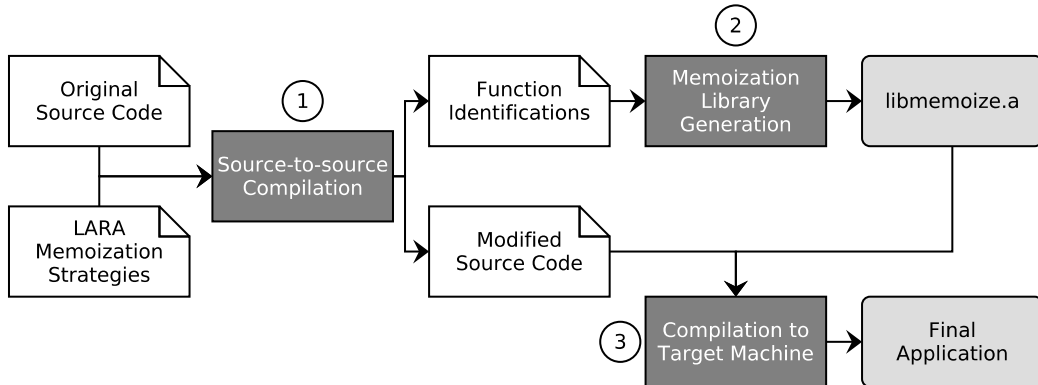 2
Original
Source Code
1
Function
Identifications
Memoization
Library
Generation
libmemoize.a
Source-to-source
Compilation
LARA
Memoization
Strategies
Modified
Source Code
3
Compilation to
Target Machine
Final
Application